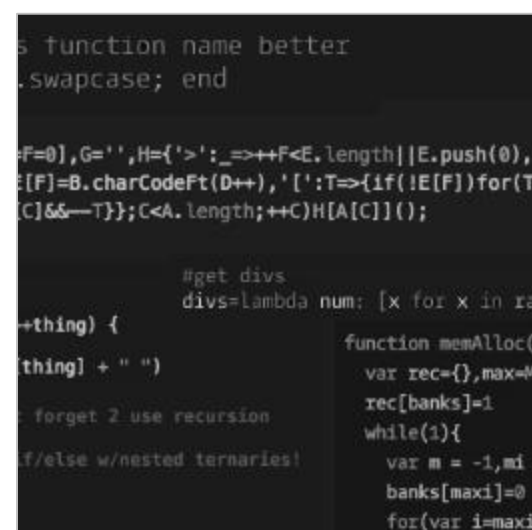 s function name better
.swapcase; end
=F=0],G='',H={'>':_=>++F<E.length||E.push(0),
E[F]=B.charCodeFt(D++),'[':T=>{if(!E[F])for(T
[C]&&--T}};C<A.length;++C)H[A[C]]();
#get divs
divs=lambda num: [x for x in ra
++thing) {
[thing] + " ")
t forget 2 use recursion
if/else w/nested ternaries!
function memAlloc(
var rec={},max=M
rec[banks]=1
while(1){
var m = -1,mi
banks[maxi]=0
for(var i=maxi